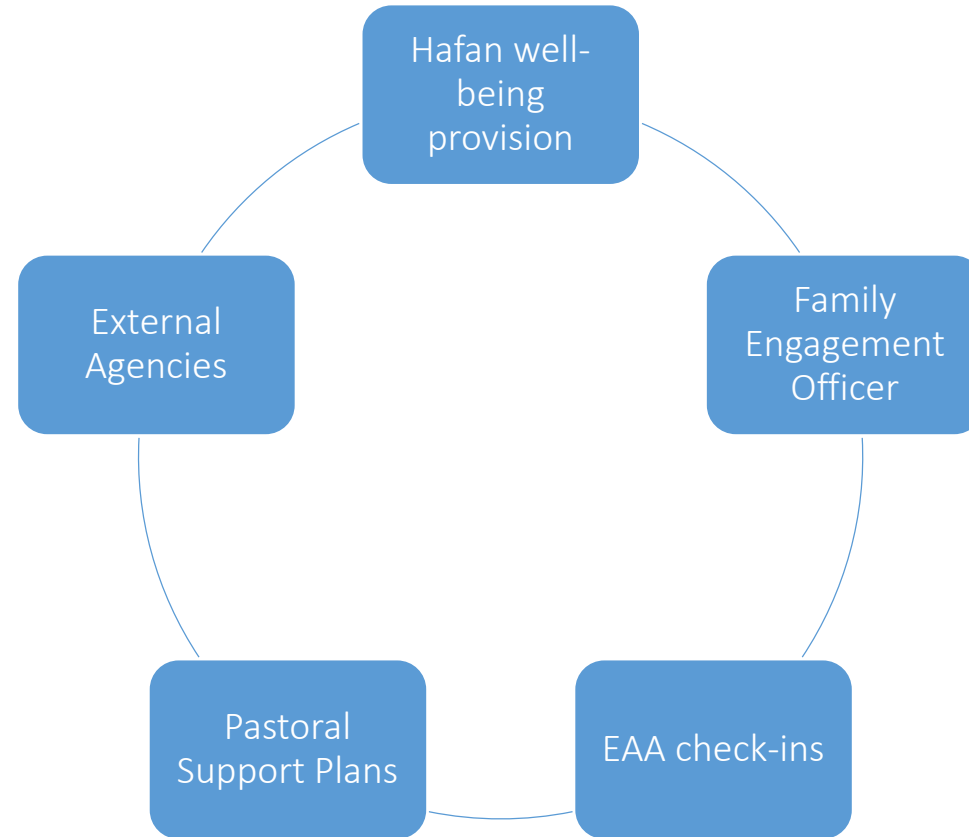 Hafan well-
being
provision
Family
Engagement
Officer
EAA check-ins
Pastoral
Support Plans
External
Agencies